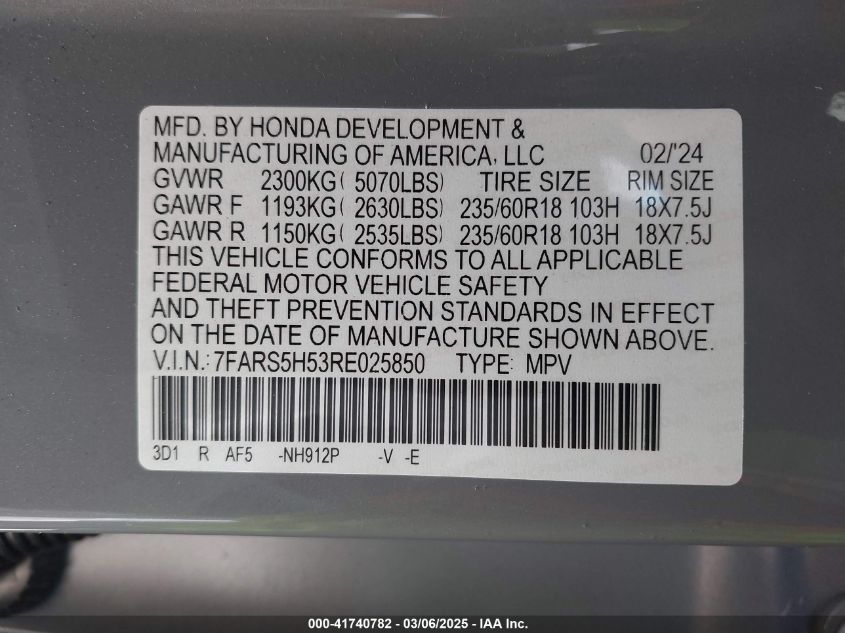 MFD. BY HONDA DEVELOPMENT &
MANUFACTURING OF AMERICA, LLC 02/'24
GVWR 2300KG( 5070LBS) TIRE SIZE RIM SIZE
GAWR F 1193KG( 2630LBS) 235/60R18 103H 18X7.5J
GAWR R 1150KG( 2535LBS) 235/60R18 103H 18X7.5J
THIS VEHICLE CONFORMS TO ALL APPLICABLE
FEDERAL MOTOR VEHICLE SAFETY
AND THEFT PREVENTION STANDARDS IN EFFECT
ON THE DATE OF MANUFACTURE SHOWN ABOVE.
V.I.N.:7FARS5H53RE025850 TYPE: MPV
3D1 R AF5 -NH912P -V -E
000-41740782 - 03/06/2025 - IAA Inc.